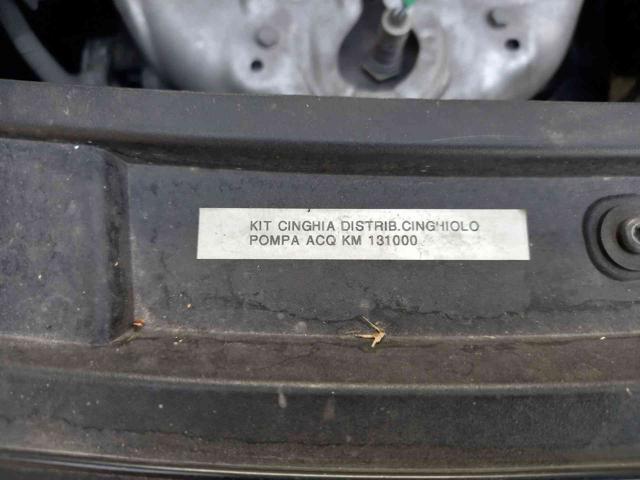 KIT CINGHIA DISTRIB.CINGHIOLO
POMPA ACQ KM 131000